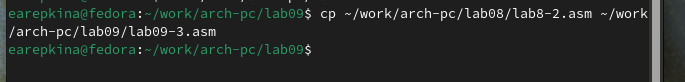 earepkina@fedora:~/work/arch-pc/lab09$ cp ~/work/arch-pc/lab08/lab8-2.asm ~/work
/arch-pc/lab09/lab09-3.asm
earepkina@fedora:~/work/arch-pc/lab09$